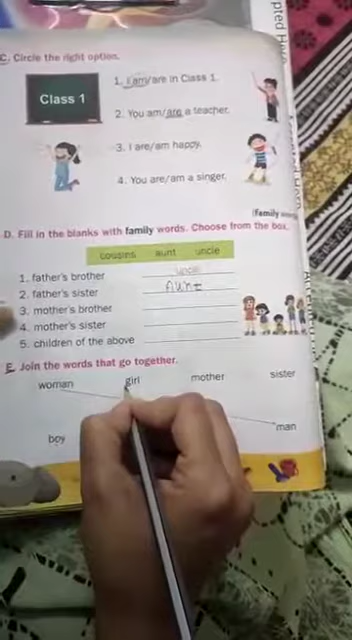 C. Circle the right option.
Class 1
1. I am/are in Class 1.
2. You am/are a teacher.
3. I are/am happy.
4. You are/am a singer.
(Family
D. Fill in the blanks with family words. Choose from the box.
cousins aunt uncle
1. father's brother uncle
2. father's sister Aunt
3. mother's brother
4. mother's sister
5. children of the above
E. Join the words that go together.
woman girl mother sister
boy man